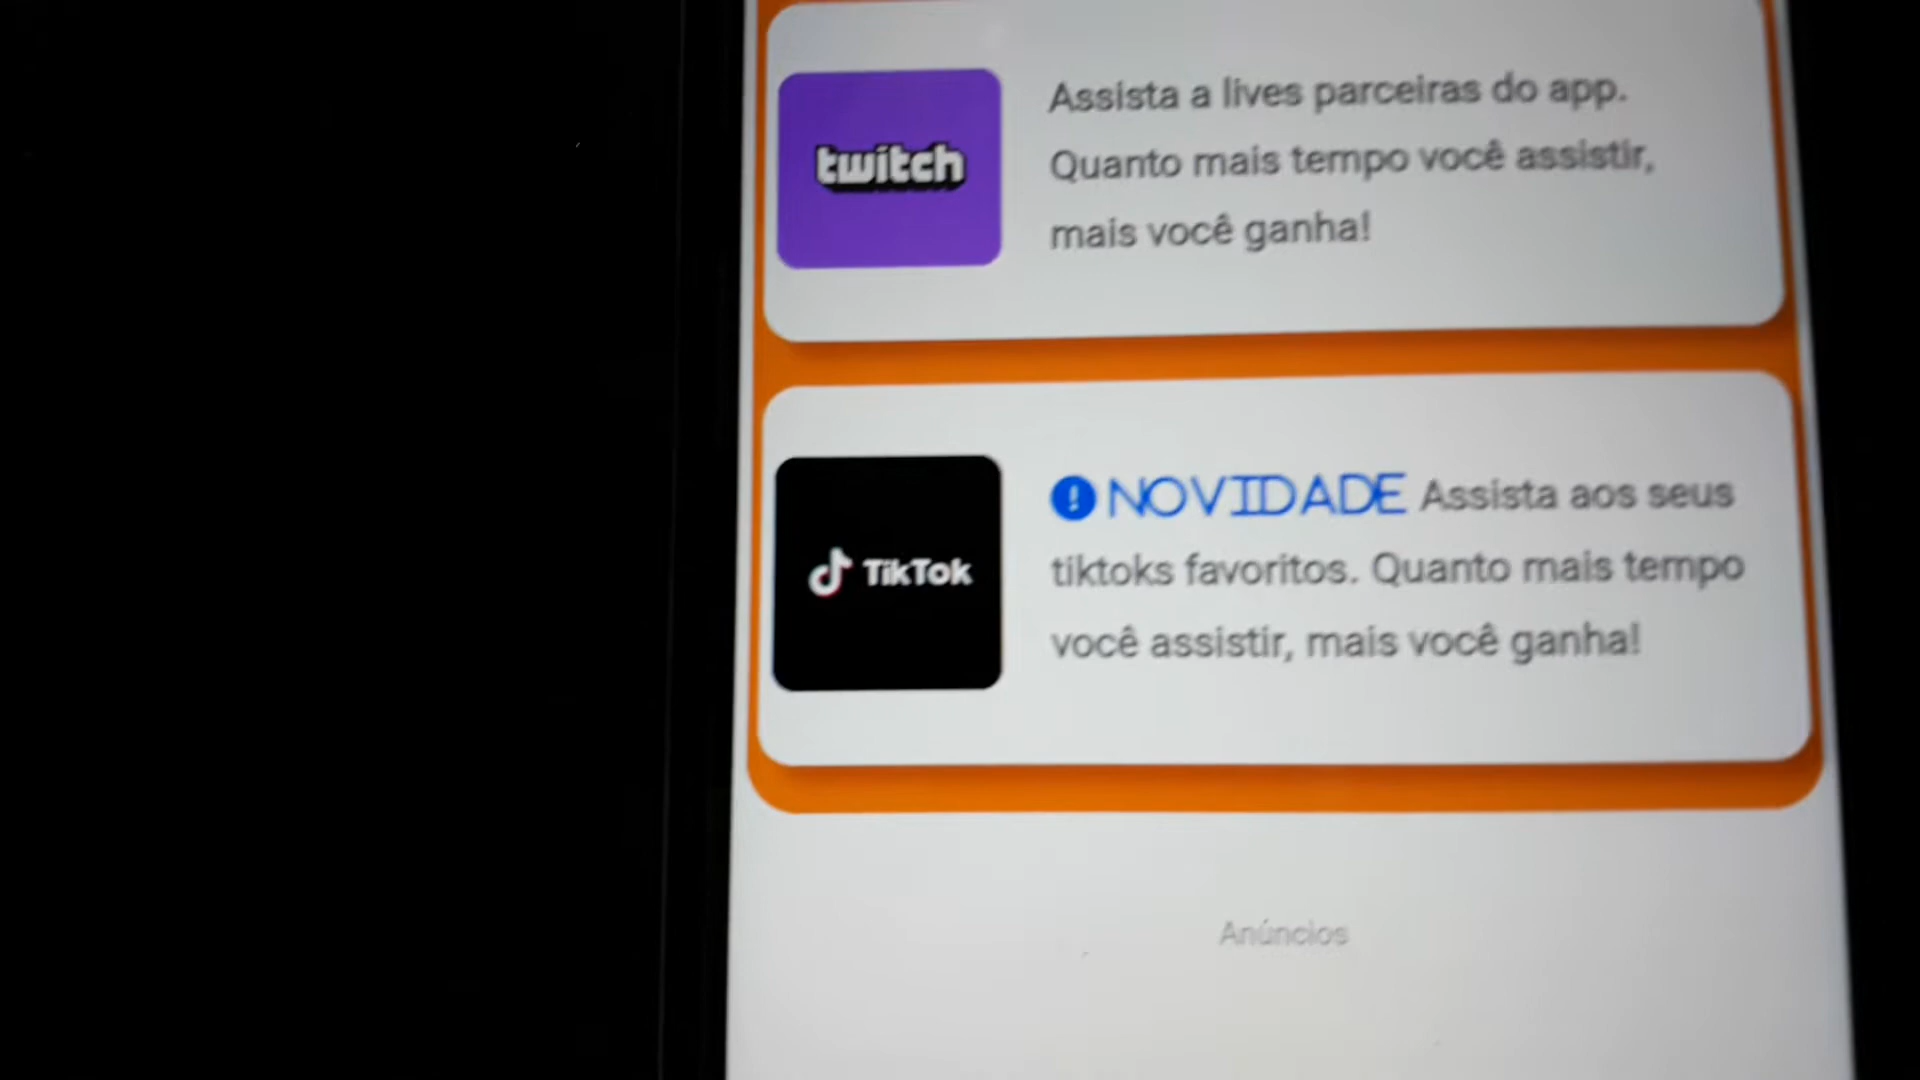 twitch
Assista a lives parceiras do app.
Quanto mais tempo você assistir,
mais você ganha!
TikTok
NOVIDADE Assista aos seus
tiktoks favoritos. Quanto mais tempo
você assistir, mais você ganha!
Anúncios